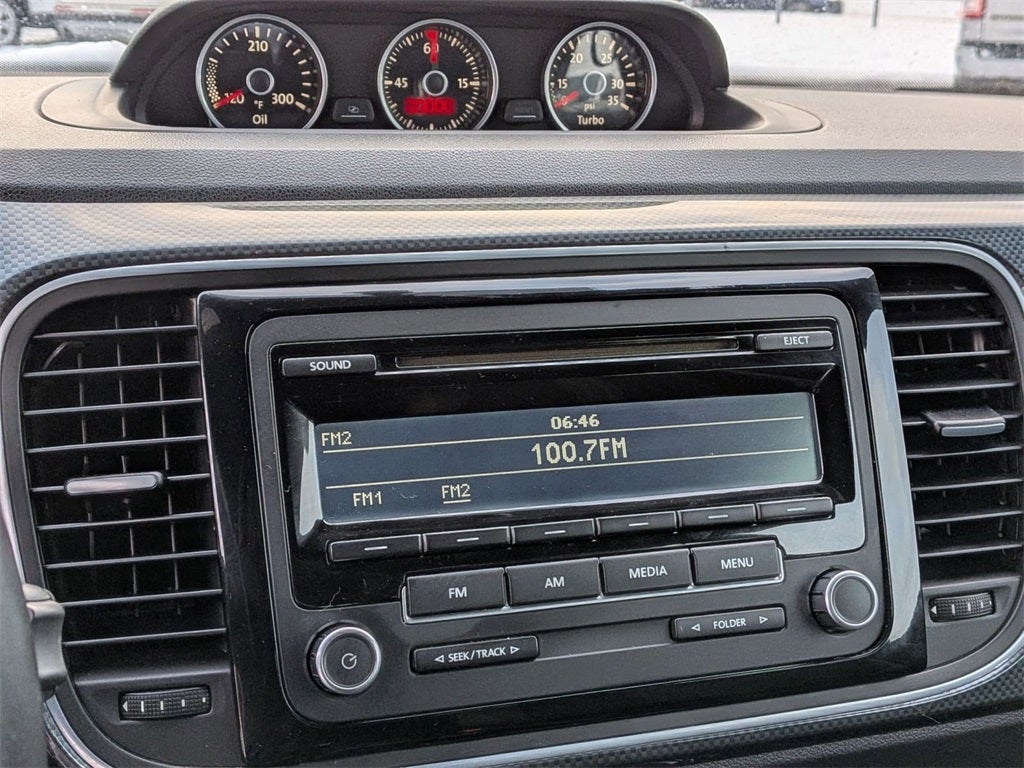 210
120 300
°F
Oil
60
45 15
20 25
15 30
35
psi
Turbo
SOUND
EJECT
06:46
FM2
100.7FM
FM1 FM2
FM AM MEDIA MENU
SEEK/TRACK
FOLDER